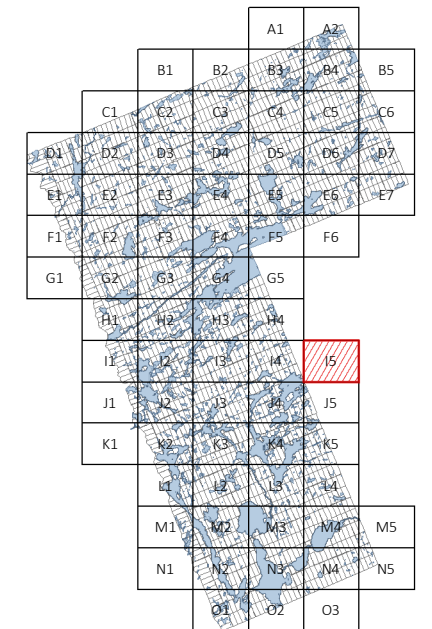 A1 A2
B1 B2 B3 B4 B5
C1 C2 C3 C4 C5 C6
D1 D2 D3 D4 D5 D6 D7
E1 E2 E3 E4 E5 E6 E7
F1 F2 F3 F4 F5 F6
G1 G2 G3 G4 G5
H1 H2 H3 H4
I1 I2 I3 I4 I5
J1 J2 J3 J4 J5
K1 K2 K3 K4 K5
L1 L2 L3 L4
M1 M2 M3 M4 M5
N1 N2 N3 N4 N5
O1 O2 O3